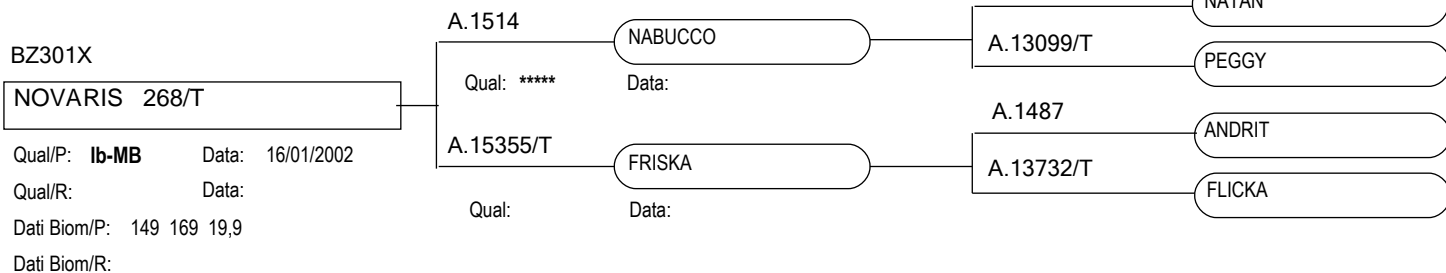 NATAN
A.1514
NABUCCO
A.13099/T
BZ301X
PEGGY
Qual: ***** Data:
NOVARIS 268/T
A.1487
ANDRIT
A.15355/T
Qual/P: Ib-MB Data: 16/01/2002
FRISKA
A.13732/T
Qual/R: Data:
FLICKA
Qual: Data:
Dati Biom/P: 149 169 19,9
Dati Biom/R: